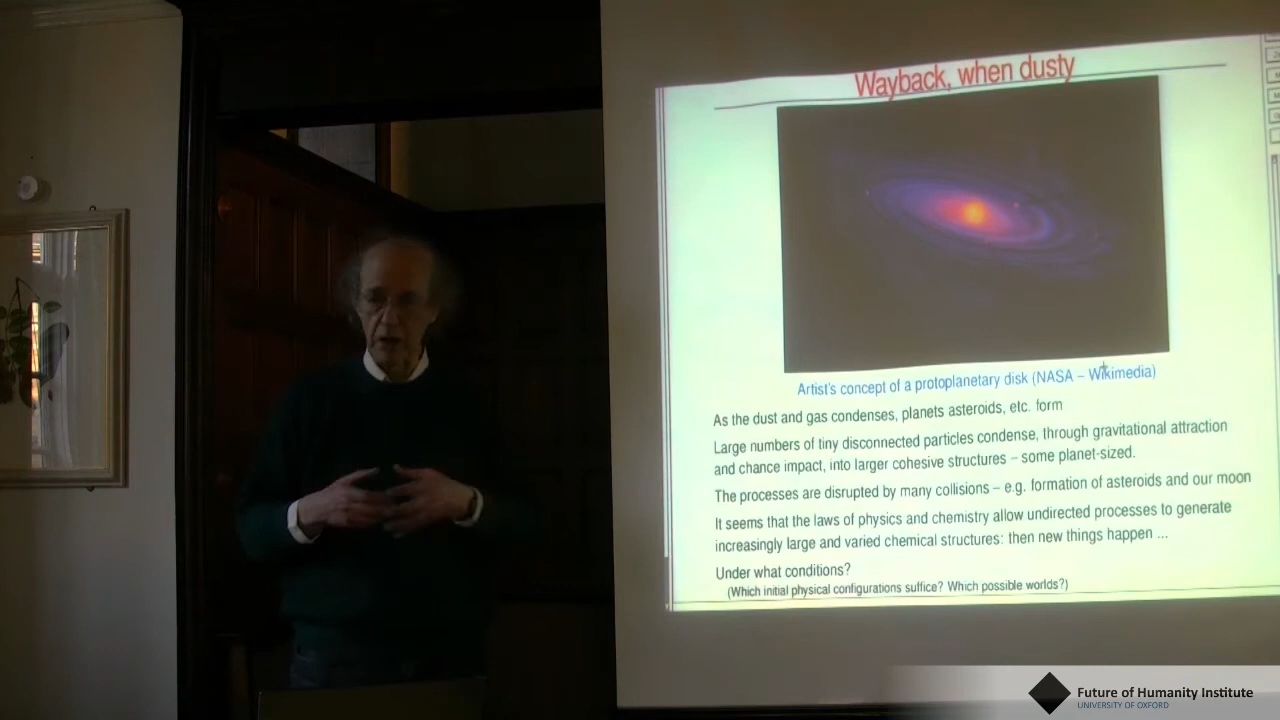 Wayback, when dusty
Artist's concept of a protoplanetary disk (NASA – Wikimedia)
As the dust and gas condenses, planets asteroids, etc. form
Large numbers of tiny disconnected particles condense, through gravitational attraction
and chance impact, into larger cohesive structures – some planet-sized.
The processes are disrupted by many collisions – e.g. formation of asteroids and our moon
It seems that the laws of physics and chemistry allow undirected processes to generate
increasingly large and varied chemical structures: then new things happen ...
Under what conditions?
(Which initial physical configurations suffice? Which possible worlds?)
Future of Humanity Institute
UNIVERSITY OF OXFORD